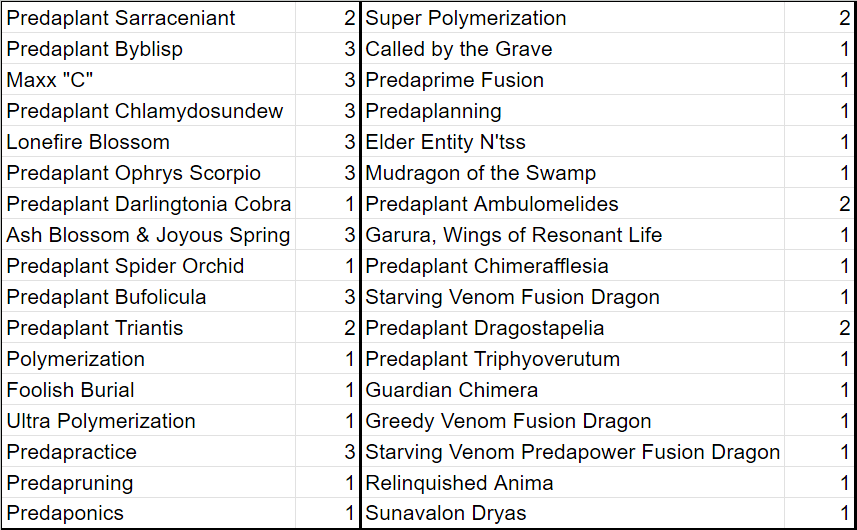 Predaplant Sarraceniant 2 Super Polymerization 2
Predaplant Byblisp 3 Called by the Grave 1
Maxx "C" 3 Predaprime Fusion 1
Predaplant Chlamydosundew 3 Predaplanning 1
Lonefire Blossom 3 Elder Entity N'tss 1
Predaplant Ophrys Scorpio 3 Mudragon of the Swamp 1
Predaplant Darlingtonia Cobra 1 Predaplant Ambulomelides 2
Ash Blossom & Joyous Spring 3 Garura, Wings of Resonant Life 1
Predaplant Spider Orchid 1 Predaplant Chimerafflesia 1
Predaplant Bufolicula 3 Starving Venom Fusion Dragon 1
Predaplant Triantis 2 Predaplant Dragostapelia 2
Polymerization 1 Predaplant Triphyoverutum 1
Foolish Burial 1 Guardian Chimera 1
Ultra Polymerization 1 Greedy Venom Fusion Dragon 1
Predapractice 3 Starving Venom Predapower Fusion Dragon 1
Predapruning 1 Relinquished Anima 1
Predaponics 1 Sunavalon Dryas 1